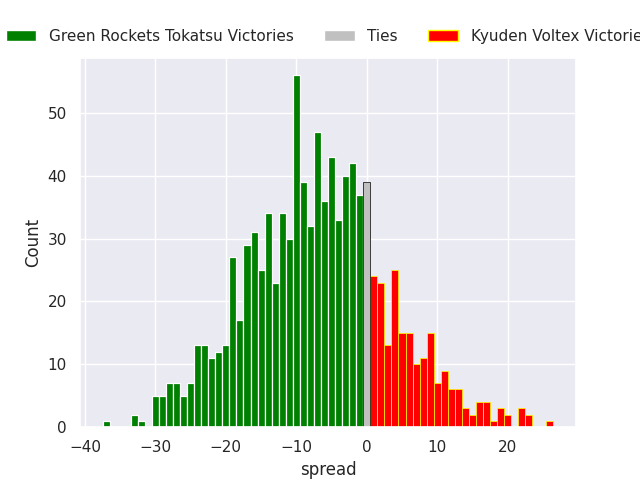 Green Rockets Tokatsu Victories Ties Kyuden Voltex Victorie
50
40
30
20
10
0
Count
−40 −30 −20 −10 0 10 20
spread